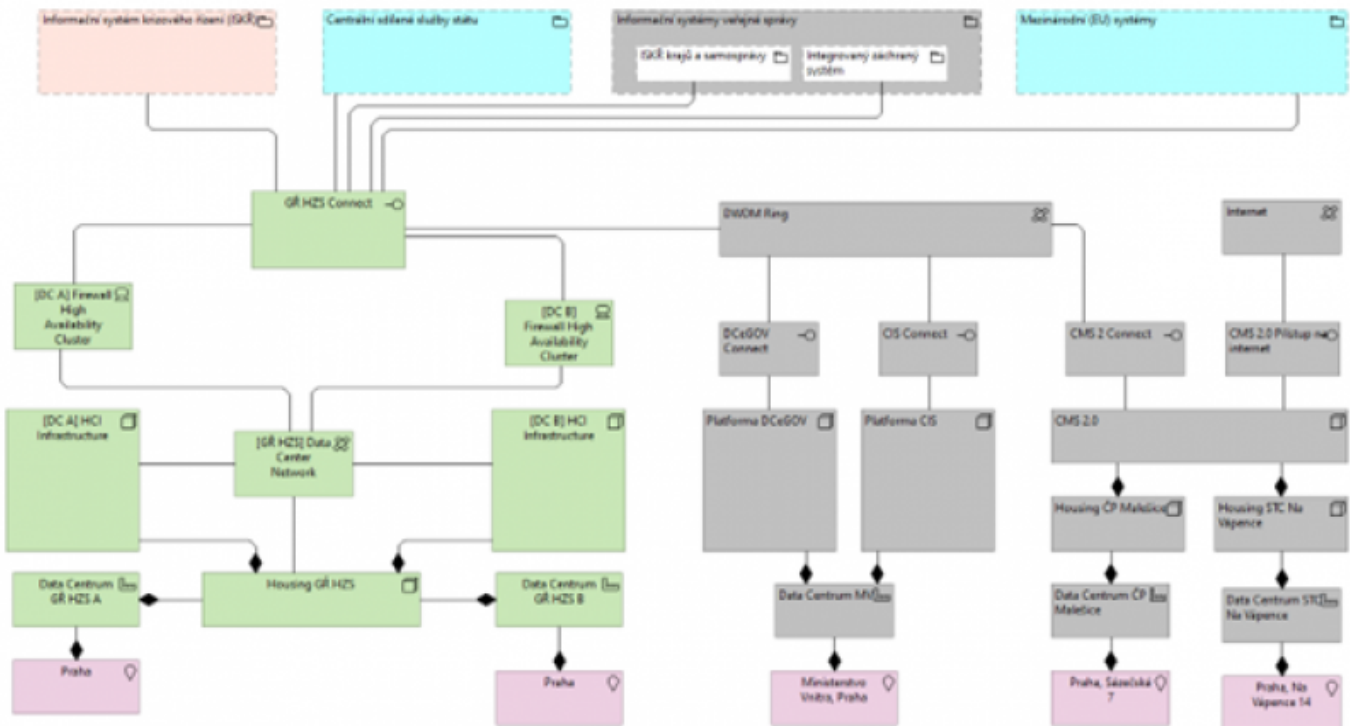 Informační systém krizového řízení (ISKŘ)
Centrální sdílené služby státu
Informační systémy veřejné správy
Mezinárodní (EU) systémy
ISKŘ krajů a samosprávy
Integrovaný záchraný
systém
GŘ HZS Connect
DWDM Ring
Internet
[DC A] Firewall
High
Availability
Cluster
[DC B]
Firewall High
Availability
Cluster
DCeGOV
Connect
CIS Connect
CMS 2 Connect
CMS 2.0 Přístup na
internet
[DC A] HCI
Infrastructure
[GŘ HZS] Data
Center
Network
[DC B] HCI
Infrastructure
Platforma DCeGOV
Platforma CIS
CMS 2.0
Housing ČP Malešice
Housing STC Na
Vápence
Data Centrum
GŘ HZS A
Housing GŘ HZS
Data Centrum
GŘ HZS B
Data Centrum MV
Data Centrum ČP
Malešice
Data Centrum STC
Na Vápence
Praha
Praha
Ministerstvo
Vnitra, Praha
Praha, Sázečská
7
Praha, Na
Vápence 14